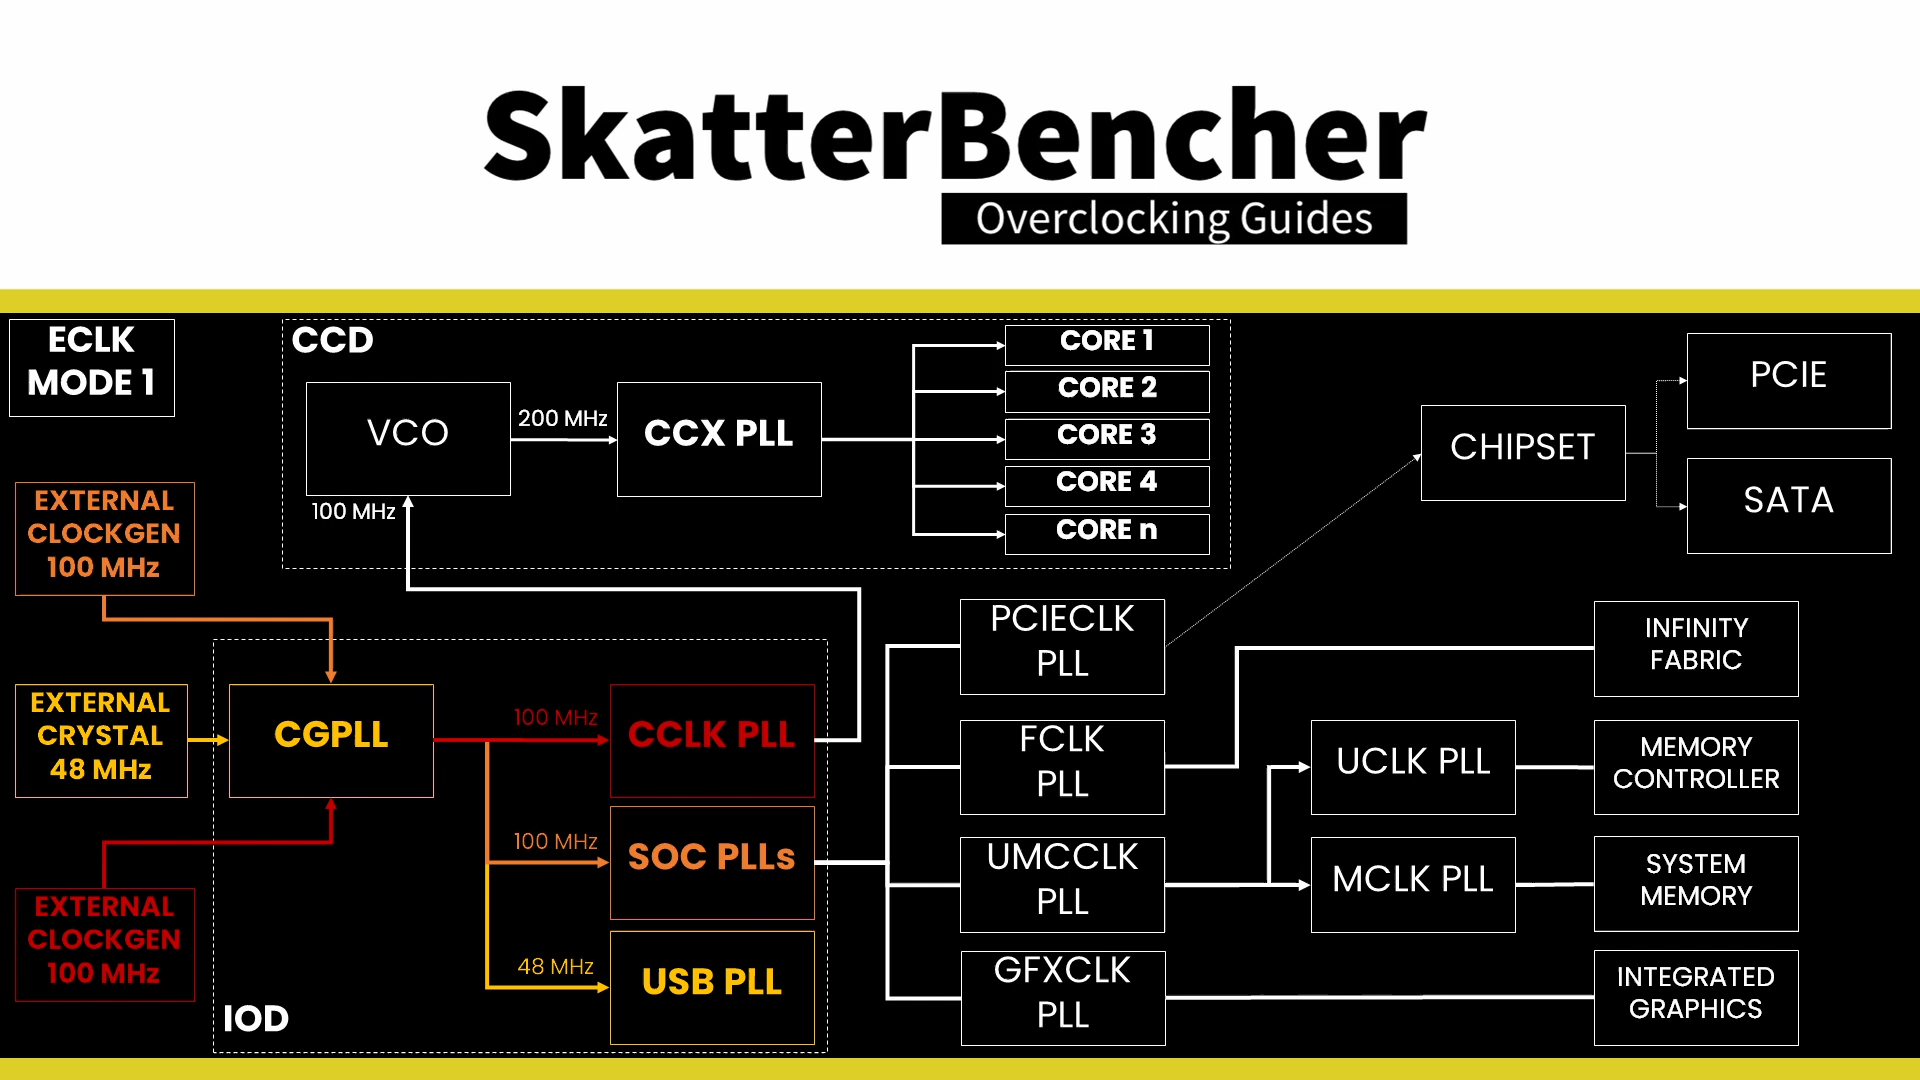 SkatterBencher
Overclocking Guides
ECLK
MODE 1
CCD
VCO
200 MHz
CCX PLL
100 MHz
CORE 1
CORE 2
CORE 3
CORE 4
CORE n
CHIPSET
PCIE
SATA
EXTERNAL
CLOCKGEN
100 MHz
EXTERNAL
CRYSTAL
48 MHz
EXTERNAL
CLOCKGEN
100 MHz
IOD
CGPLL
100 MHz
CCLK PLL
100 MHz
SOC PLLs
48 MHz
USB PLL
PCIECLK
PLL
FCLK
PLL
UMCCLK
PLL
GFXCLK
PLL
UCLK PLL
MCLK PLL
INFINITY
FABRIC
MEMORY
CONTROLLER
SYSTEM
MEMORY
INTEGRATED
GRAPHICS